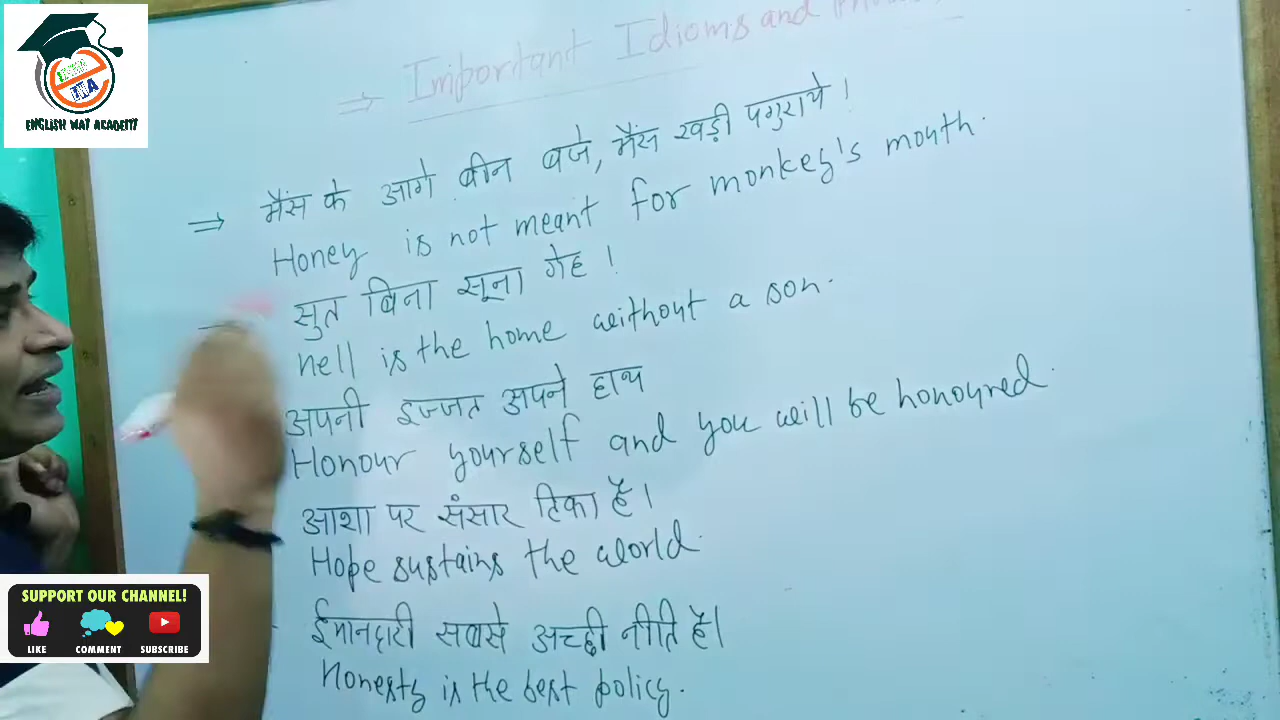 ENGLISH WAY ACADEMY
⇒ Important Idioms and
⇒ भैंस के आगे बीन बजे, भैंस खड़ी पगुराये।
Honey is not meant for monkey's mouth.
सुत बिना सूना गेह।
Hell is the home without a son.
अपनी इज्जत अपने हाथ
Honour yourself and you will be honoured.
आशा पर संसार टिका है।
Hope sustains the world.
ईमानदारी सबसे अच्छी नीति है।
Honesty is the best policy.
SUPPORT OUR CHANNEL!
LIKE COMMENT SUBSCRIBE